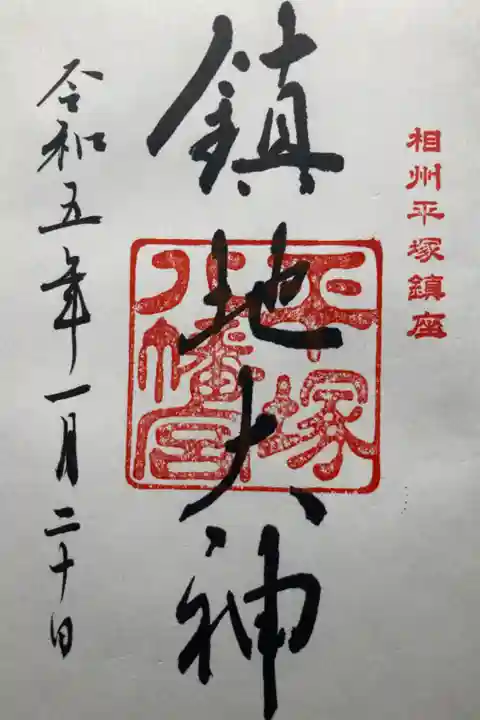 相州平塚鎮座
鎮地大神
平塚
八幡宮
令和五年一月二十日